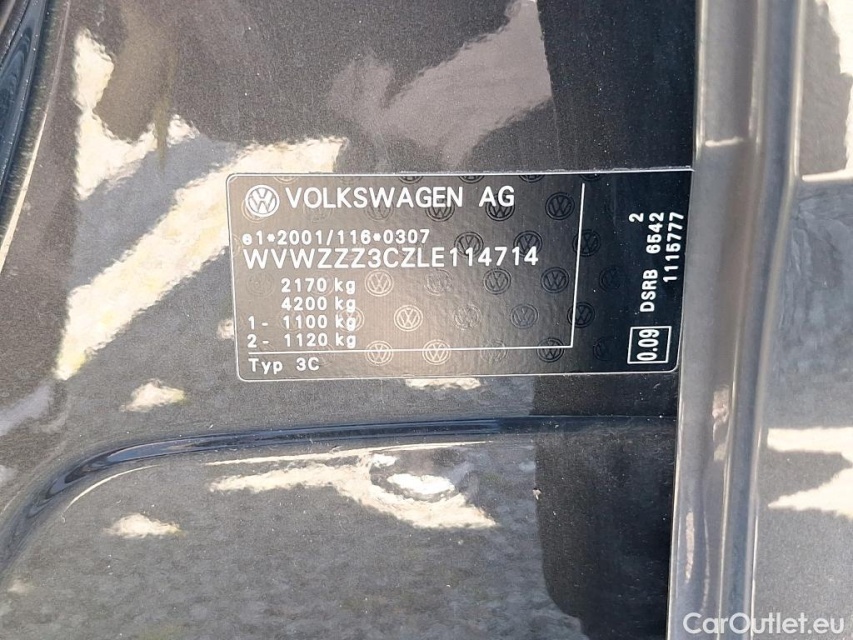 VOLKSWAGEN AG
e1*2001/116*0307
WVWZZZ3CZLE114714
2170 kg
4200 kg
1- 1100 kg
2- 1120 kg
Typ 3C
2
DSRB 6542
1115777
0.09
CarOutlet.eu